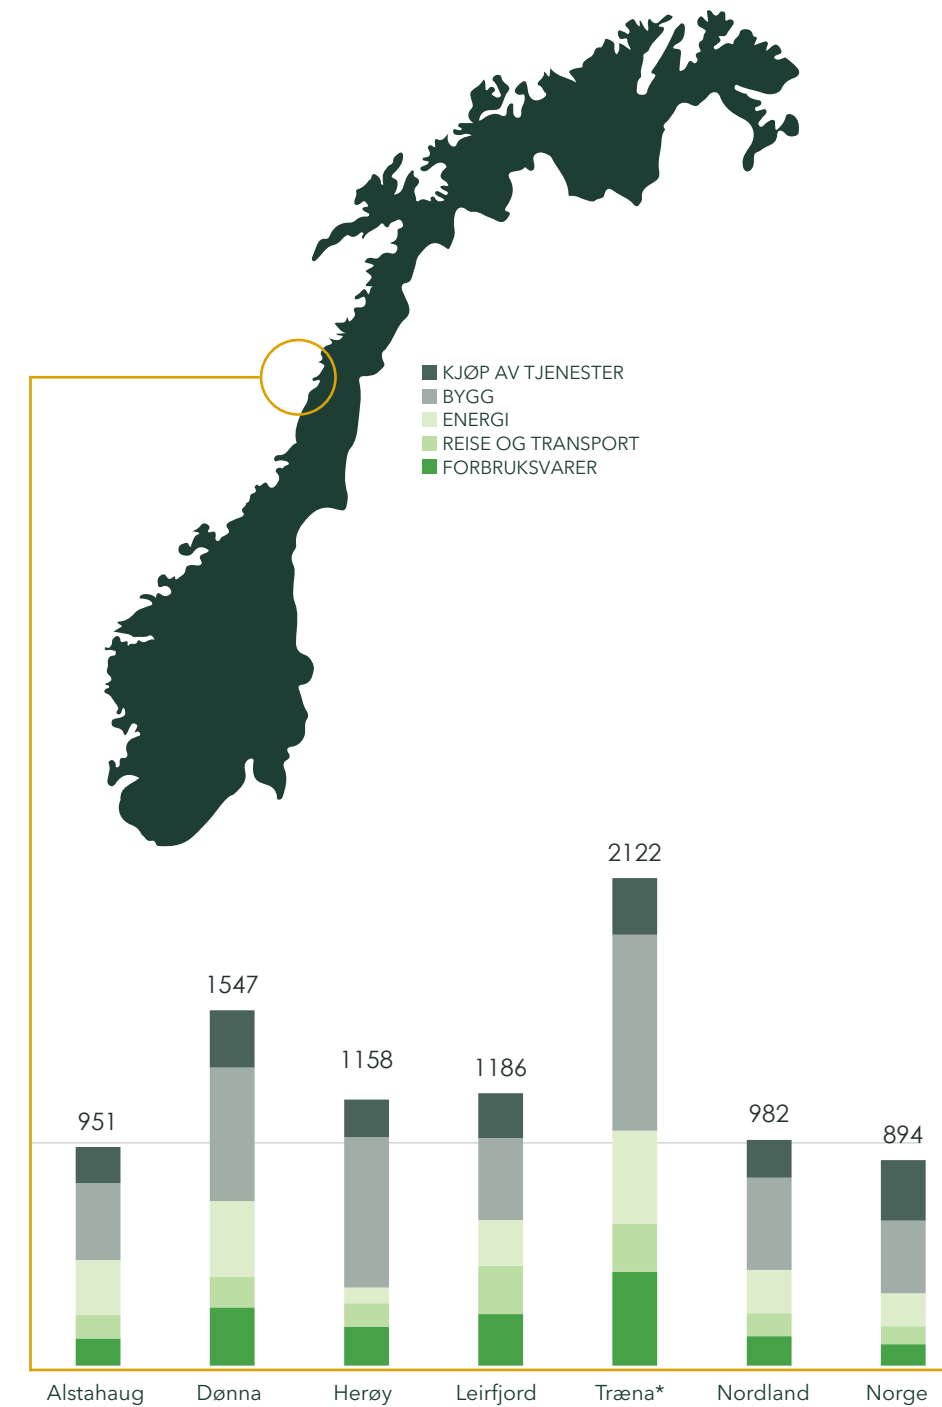 KJØP AV TJENESTER
BYGG
ENERGI
REISE OG TRANSPORT
FORBRUKSVARER
2122
1547
1158
1186
951
982
894
Alstahaug Dønna Herøy Leirfjord Træna* Nordland Norge